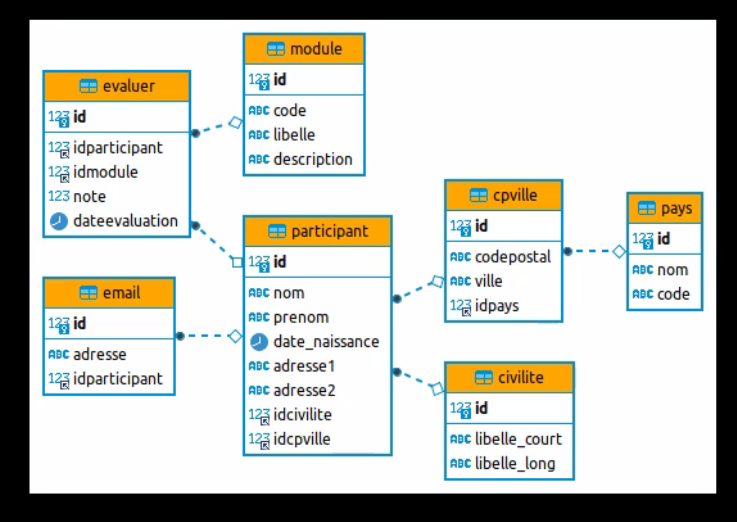 evaluer
123 id
123 idparticipant
123 idmodule
123 note
dateevaluation
module
123 id
ABC code
ABC libelle
ABC description
email
123 id
ABC adresse
123 idparticipant
participant
123 id
ABC nom
ABC prenom
date_naissance
ABC adresse1
ABC adresse2
123 idcivilite
123 idcpville
cpville
123 id
ABC codepostal
ABC ville
123 idpays
pays
123 id
ABC nom
ABC code
civilite
123 id
ABC libelle_court
ABC libelle_long